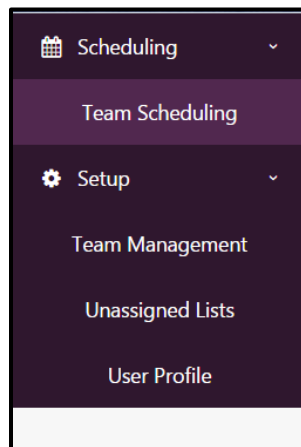 Scheduling
Team Scheduling
Setup
Team Management
Unassigned Lists
User Profile